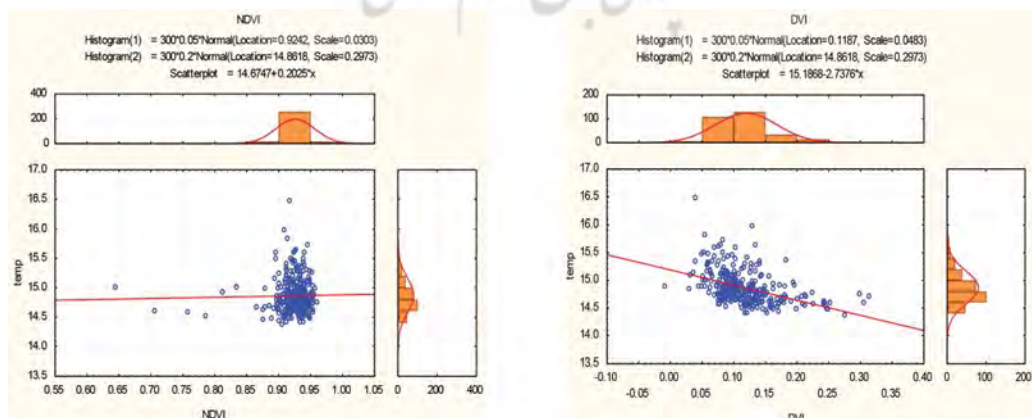 NDVI
Histogram(1) = 300*0.05*Normal(Location=0.9242, Scale=0.0303)
Histogram(2) = 300*0.2*Normal(Location=14.8618, Scale=0.2973)
Scatterplot = 14.6747+0.2025*x
400
200
0
17.0
16.5
16.0
15.5
15.0
14.5
14.0
13.5
temp
0.55 0.60 0.65 0.70 0.75 0.80 0.85 0.90 0.95 1.00 1.05
0 200 400
NDVI
DVI
Histogram(1) = 300*0.05*Normal(Location=0.1187, Scale=0.0483)
Histogram(2) = 300*0.2*Normal(Location=14.8618, Scale=0.2973)
Scatterplot = 15.1868-2.7376*x
200
100
0
17.0
16.5
16.0
15.5
15.0
14.5
14.0
13.5
temp
-0.10 0.00 0.10 0.20 0.30 0.40
-0.05 0.05 0.15 0.25 0.35
0 100 200
DVI